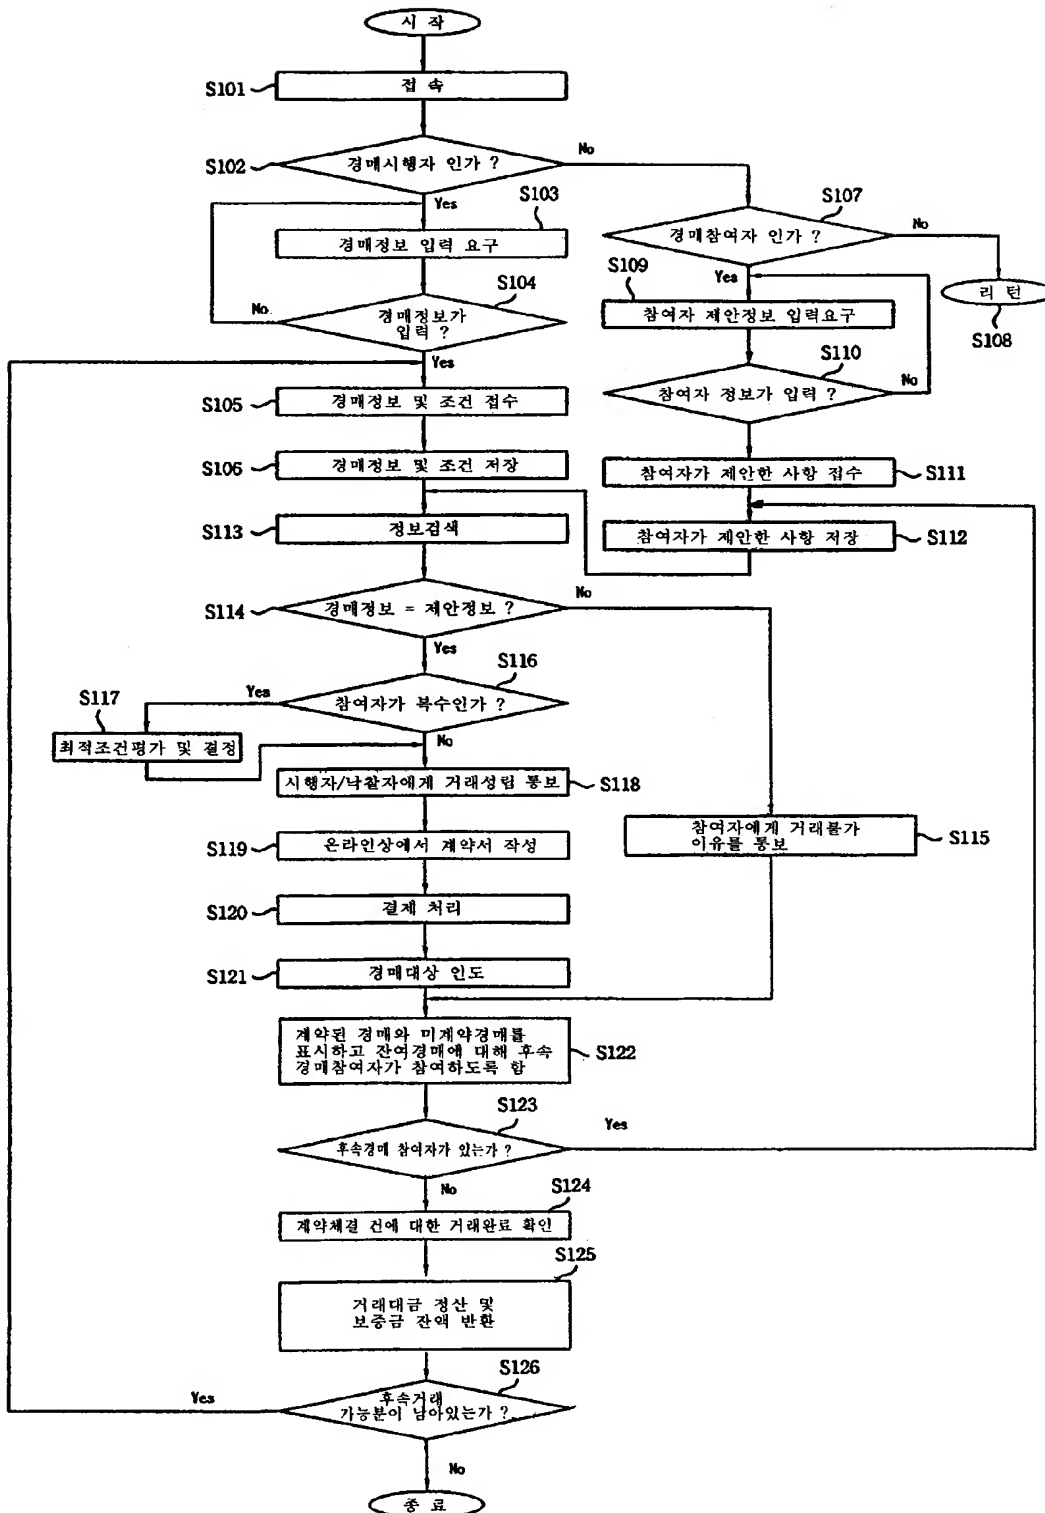 시 작
S101
접 속
S102
경매시행자 인가 ?
No
Yes
S103
경매정보 입력 요구
S104
No
경매정보가
입력 ?
Yes
S107
경매참여자 인가 ?
No
리 턴
S108
Yes
S109
참여자 제안정보 입력요구
S110
참여자 정보가 입력 ?
No
S105
경매정보 및 조건 접수
S106
경매정보 및 조건 저장
참여자가 제안한 사항 접수
S111
S113
정보검색
참여자가 제안한 사항 저장
S112
S114
경매정보 = 제안정보 ?
No
Yes
S116
참여자가 복수인가 ?
Yes
S117
최적조건평가 및 결정
No
시행자/낙찰자에게 거래성립 통보
S118
S119
온라인상에서 계약서 작성
참여자에게 거래불가
이유를 통보
S115
S120
결제 처리
S121
경매대상 인도
계약된 경매와 미계약경매를
표시하고 잔여경매에 대해 후속
경매참여자가 참여하도록 함
S122
S123
후속경매 참여자가 있는가 ?
Yes
No
S124
계약체결 건에 대한 거래완료 확인
S125
거래대금 정산 및
보증금 잔액 반환
S126
후속거래
가능분이 남아있는가 ?
Yes
No
종 료